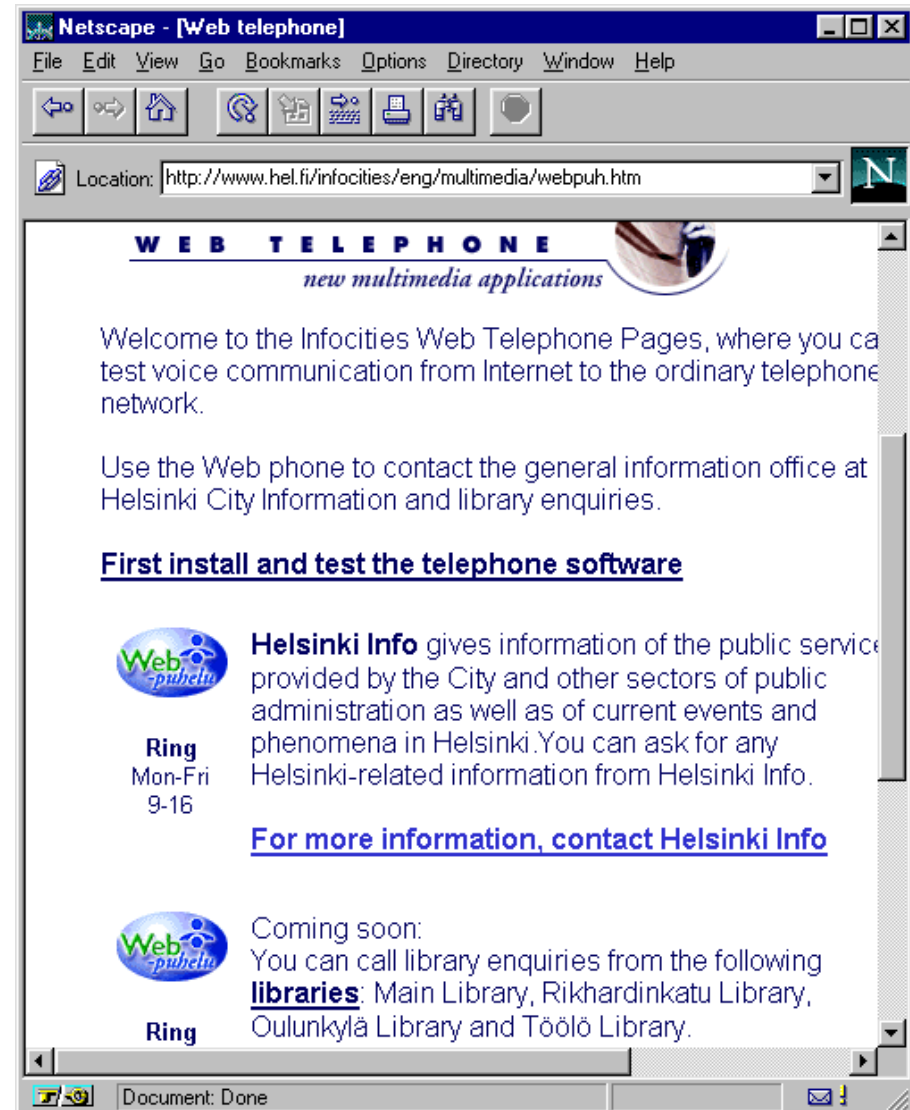 Netscape - [Web telephone]
File Edit View Go Bookmarks Options Directory Window Help
Location: http://www.hel.fi/infocities/eng/multimedia/webpuh.htm
N
WEB TELEPHONE
new multimedia applications
Welcome to the Infocities Web Telephone Pages, where you ca
test voice communication from Internet to the ordinary telephone
network.
Use the Web phone to contact the general information office at
Helsinki City Information and library enquiries.
First install and test the telephone software
Web
-puhelu
Ring
Mon-Fri
9-16
Helsinki Info gives information of the public service
provided by the City and other sectors of public
administration as well as of current events and
phenomena in Helsinki.You can ask for any
Helsinki-related information from Helsinki Info.
For more information, contact Helsinki Info
Web
-puhelu
Ring
Coming soon:
You can call library enquiries from the following
libraries: Main Library, Rikhardinkatu Library,
Oulunkylä Library and Töölö Library.
Document: Done